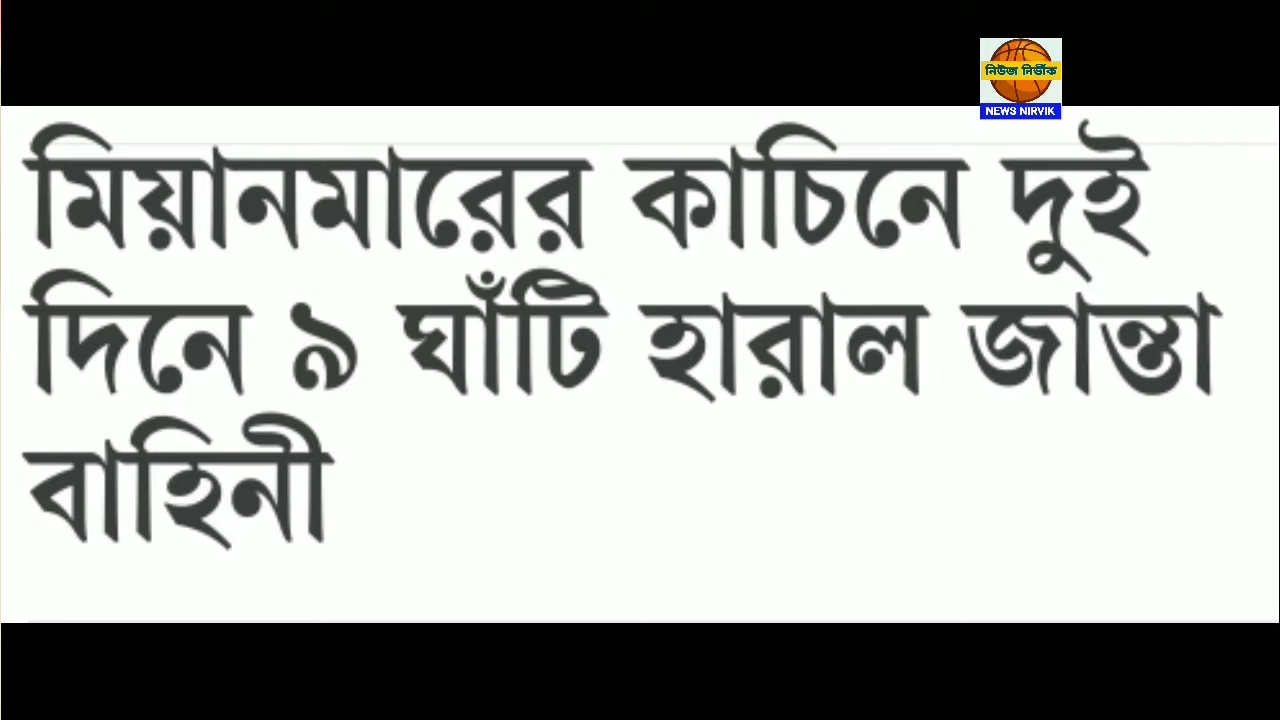 নিউজ নির্ভীক
NEWS NIRVIK
মিয়ানমারের কাচিনে দুই
দিনে ৯ ঘাঁটি হারাল জান্তা
বাহিনী